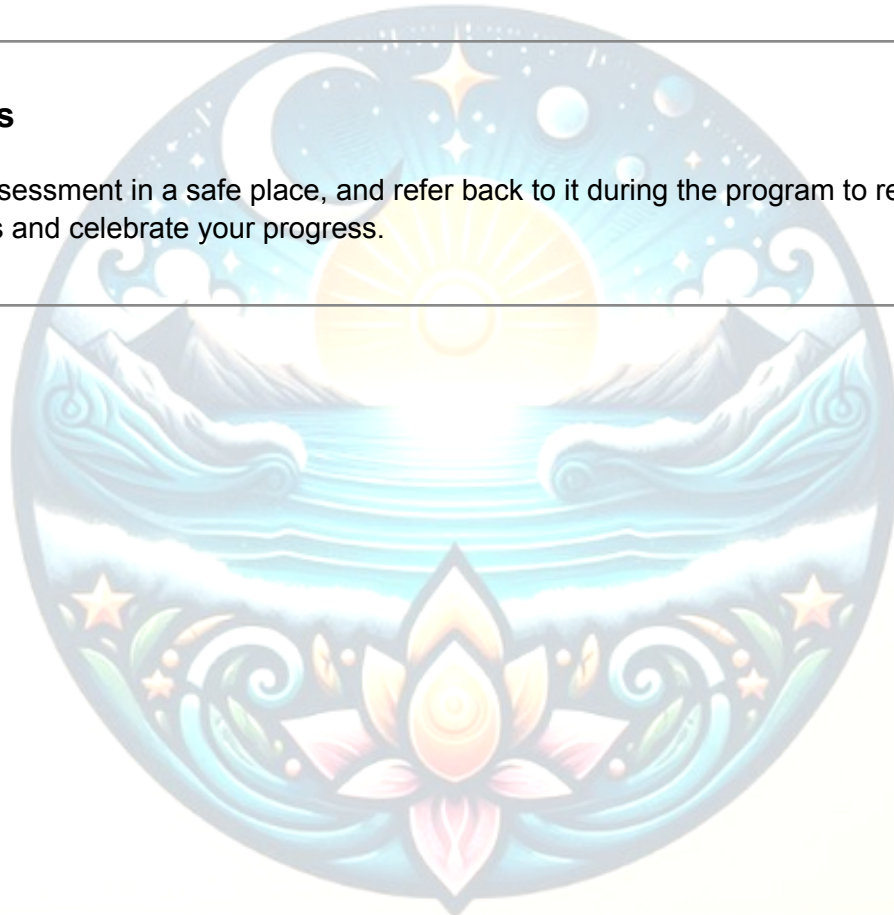 s
sessment in a safe place, and refer back to it during the program to re
s and celebrate your progress.